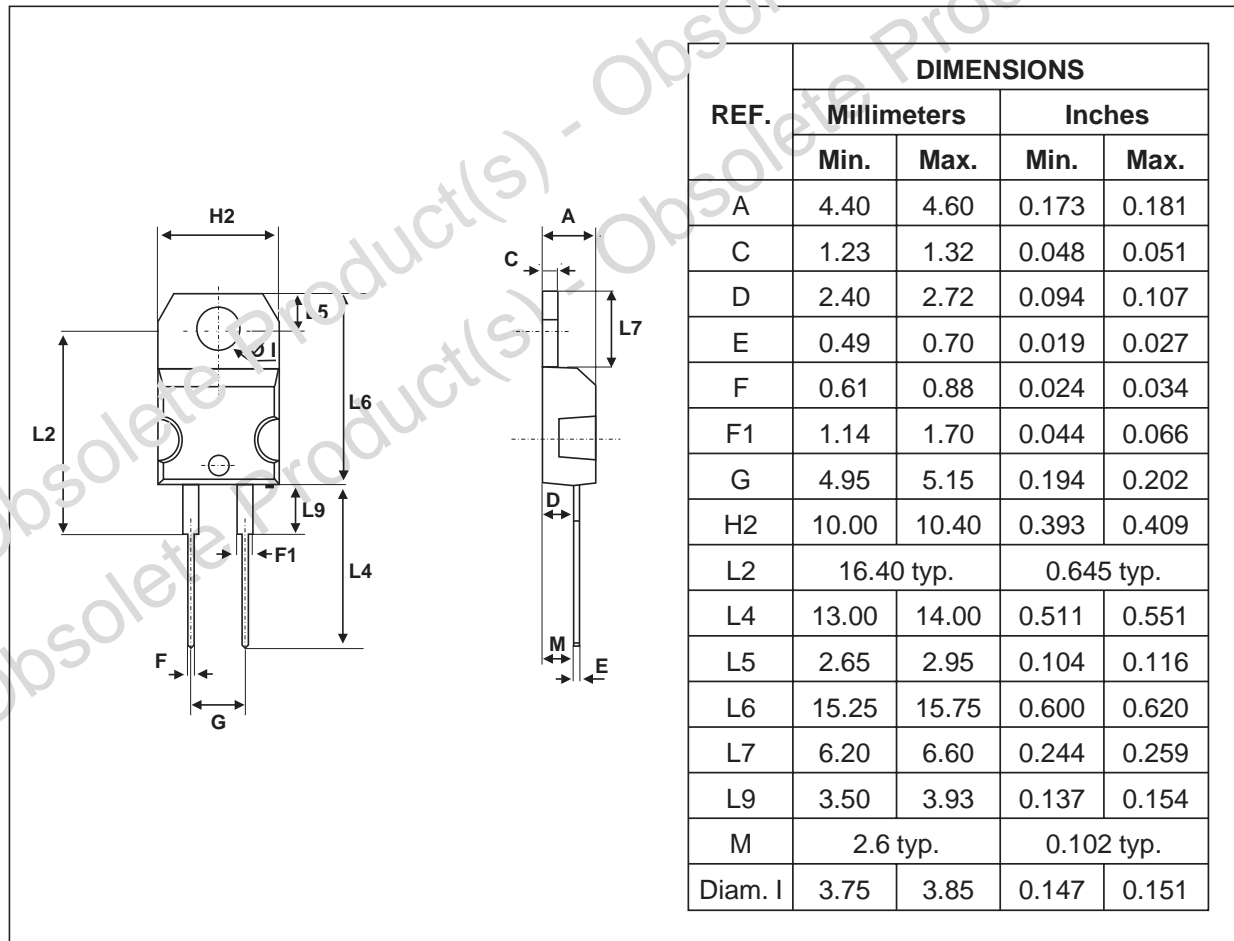 Obsolete Product(s) - Obsol
Obsolete Product(s) - Obsolete Pro
H2
A
C
L5
L7
Ø I
L6
L2
L9
D
F1
L4
M
F
E
G
REF. DIMENSIONS
Millimeters Inches
Min. Max. Min. Max.
A 4.40 4.60 0.173 0.181
C 1.23 1.32 0.048 0.051
D 2.40 2.72 0.094 0.107
E 0.49 0.70 0.019 0.027
F 0.61 0.88 0.024 0.034
F1 1.14 1.70 0.044 0.066
G 4.95 5.15 0.194 0.202
H2 10.00 10.40 0.393 0.409
L2 16.40 typ. 0.645 typ.
L4 13.00 14.00 0.511 0.551
L5 2.65 2.95 0.104 0.116
L6 15.25 15.75 0.600 0.620
L7 6.20 6.60 0.244 0.259
L9 3.50 3.93 0.137 0.154
M 2.6 typ. 0.102 typ.
Diam. I 3.75 3.85 0.147 0.151